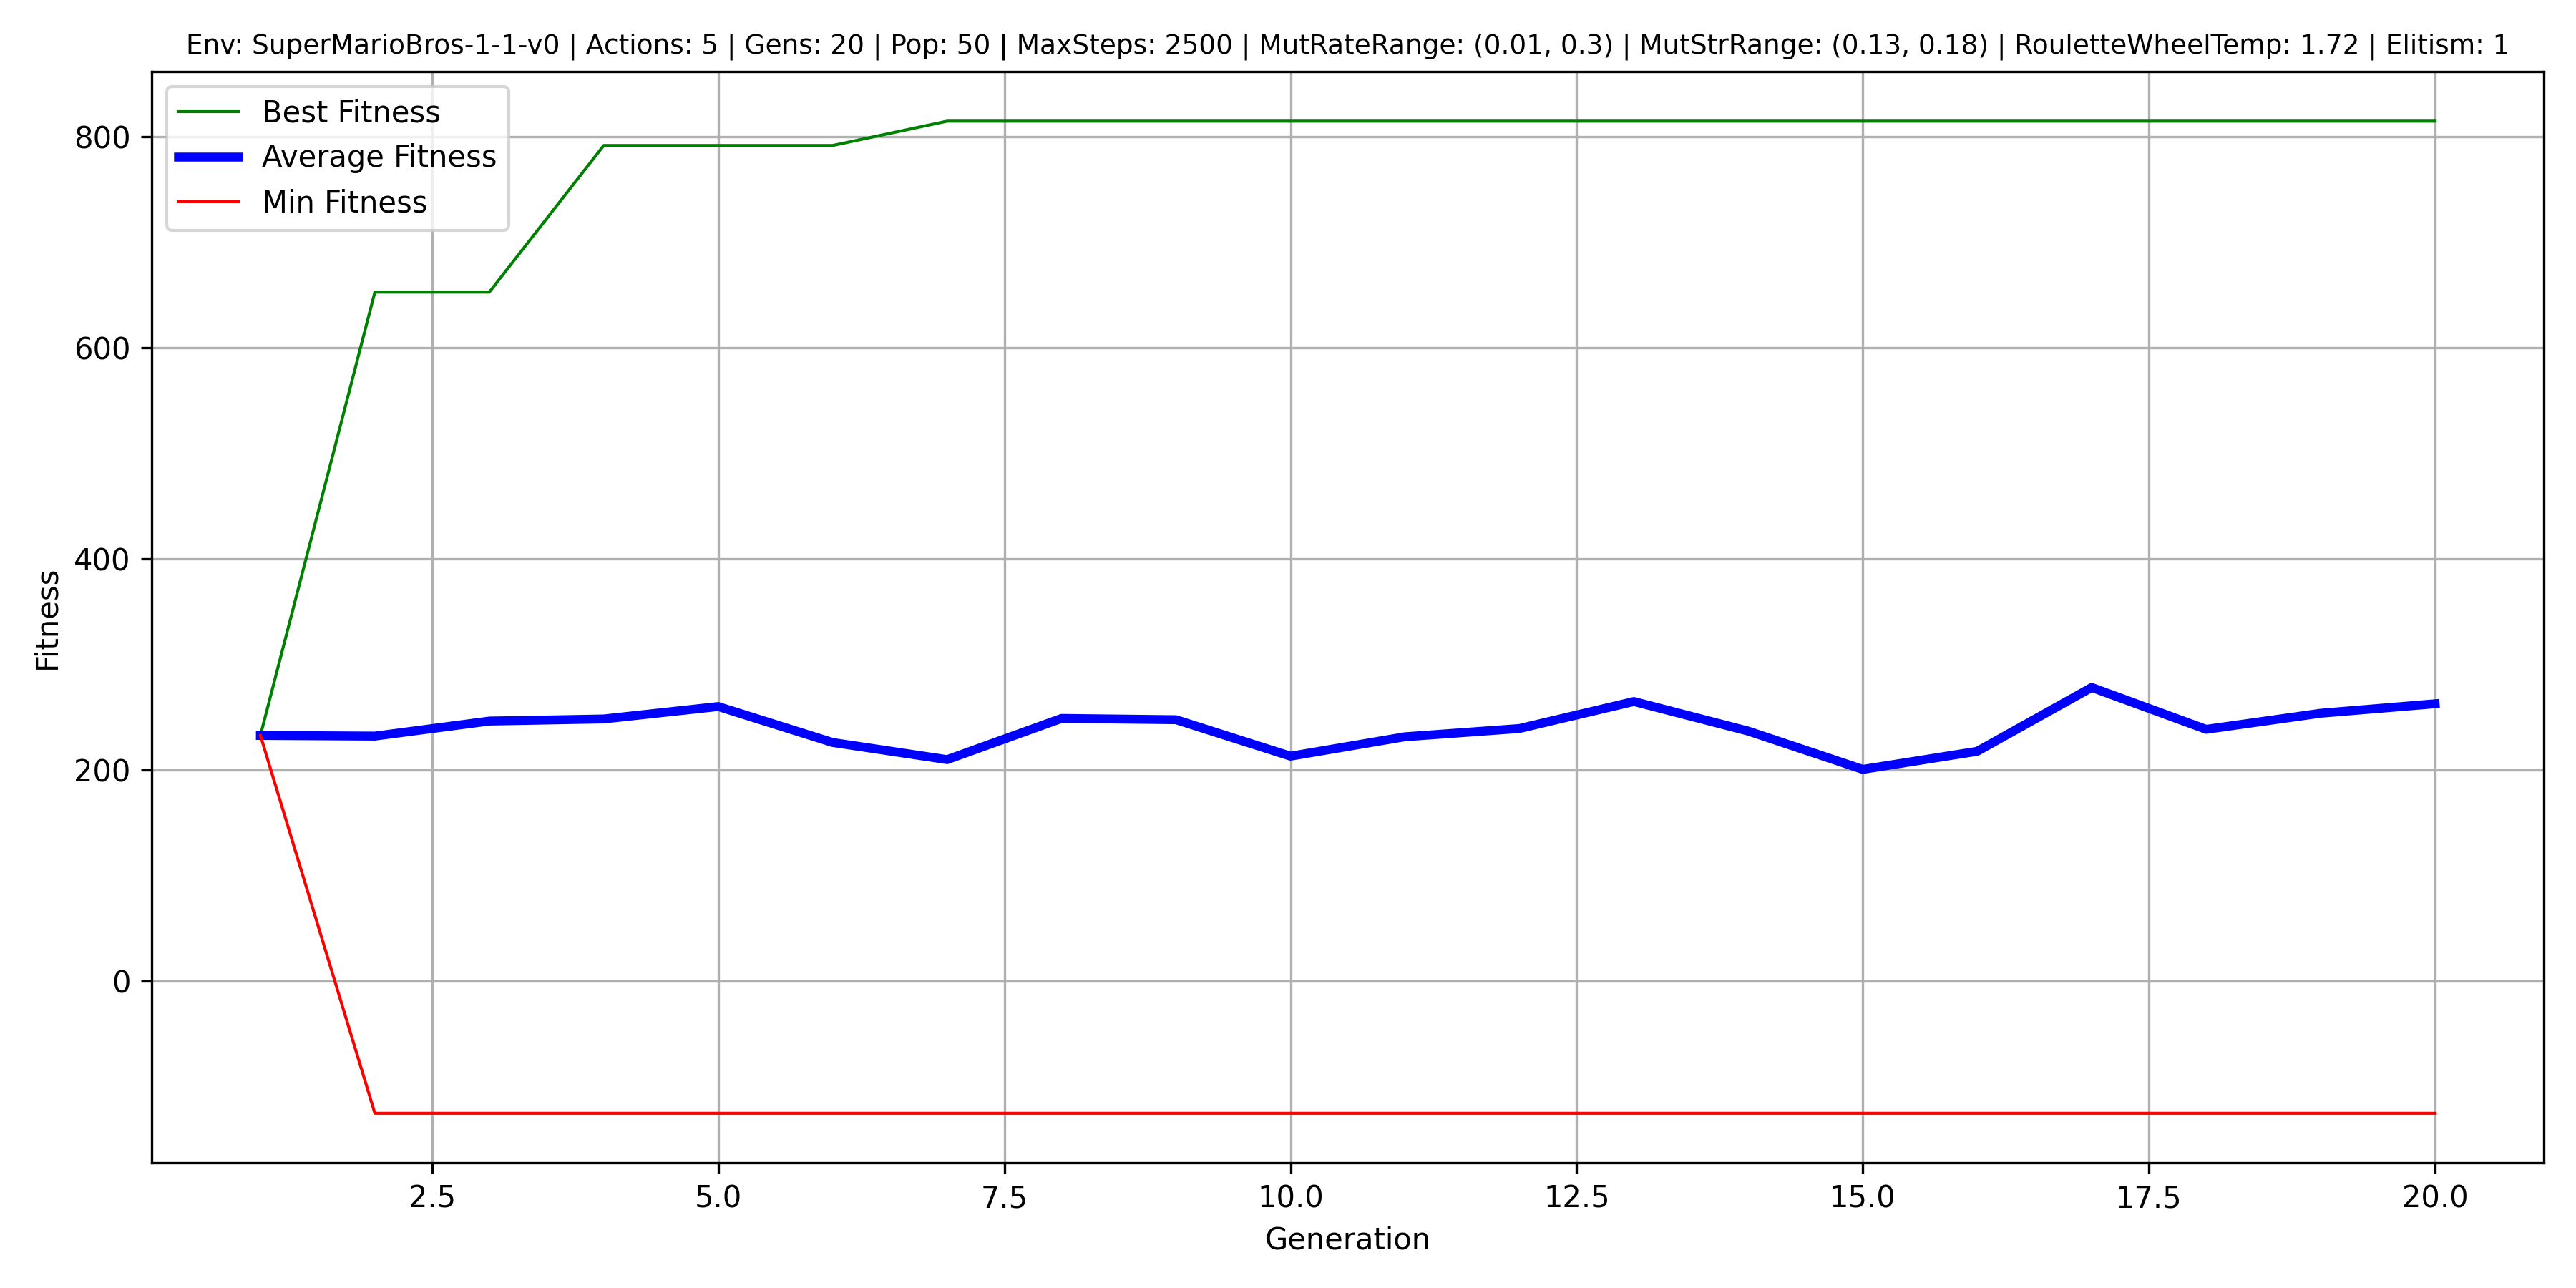 Env: SuperMarioBros-1-1-v0 | Actions: 5 | Gens: 20 | Pop: 50 | MaxSteps: 2500 | MutRateRange: (0.01, 0.3) | MutStrRange: (0.13, 0.18) | RouletteWheelTemp: 1.72 | Elitism: 1
Best Fitness
Average Fitness
Min Fitness
800
600
400
200
0
Fitness
2.5 5.0 7.5 10.0 12.5 15.0 17.5 20.0
Generation